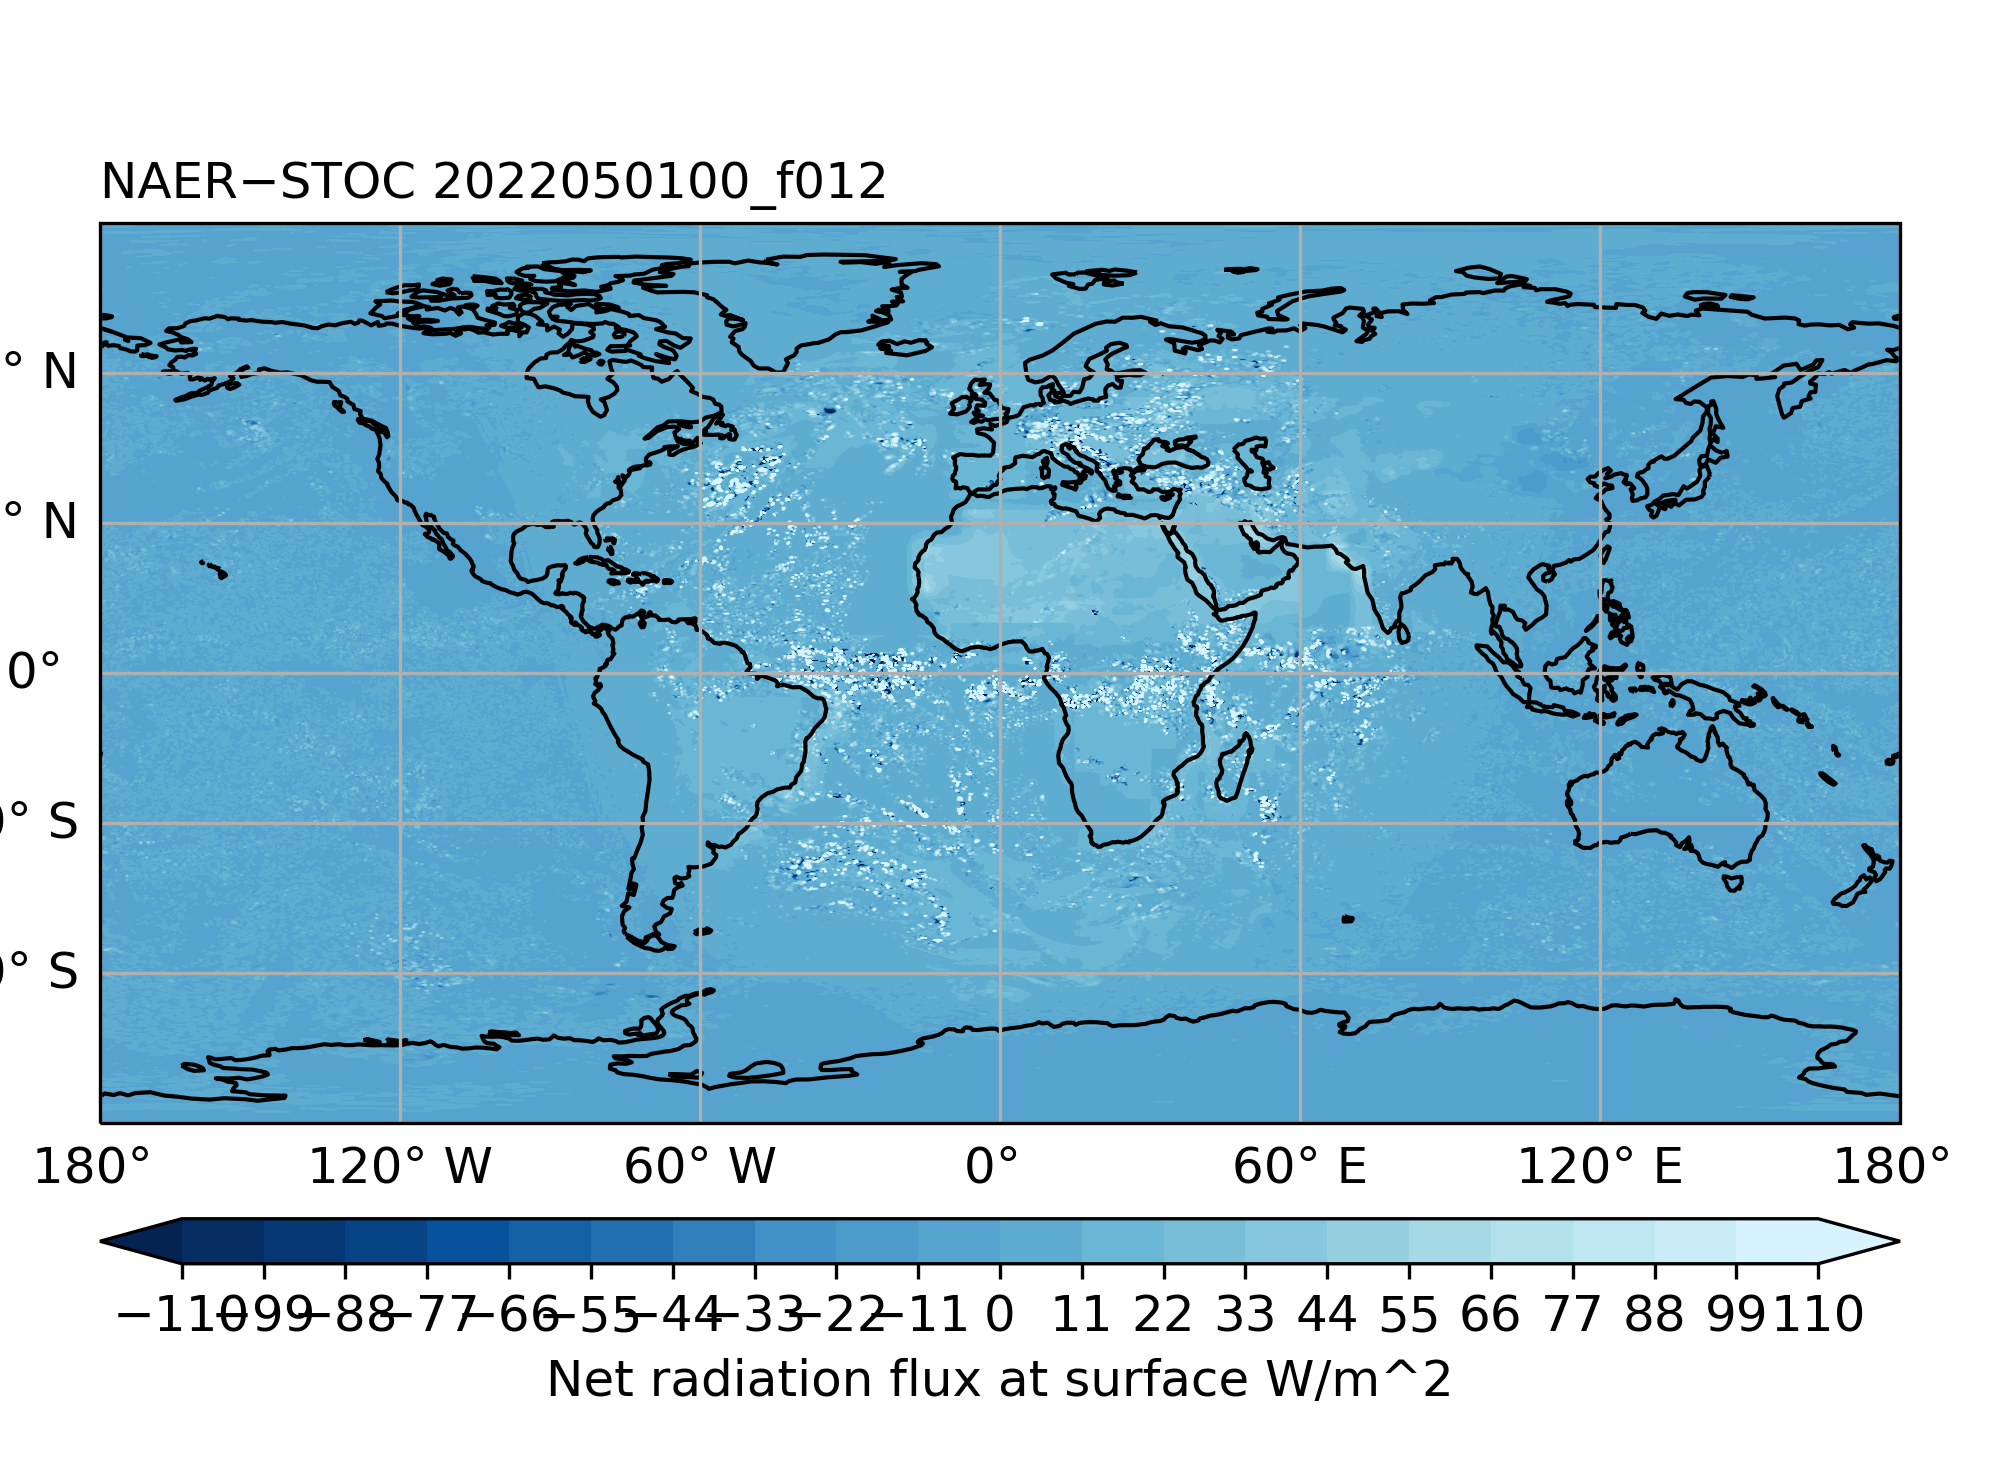 NAER−STOC 2022050100_f012
° N
° N
0°
0° S
0° S
180° 120° W 60° W 0° 60° E 120° E 180°
−110 −99 −88 −77 −66 −55 −44 −33 −22 −11 0 11 22 33 44 55 66 77 88 99 110
Net radiation flux at surface W/m^2